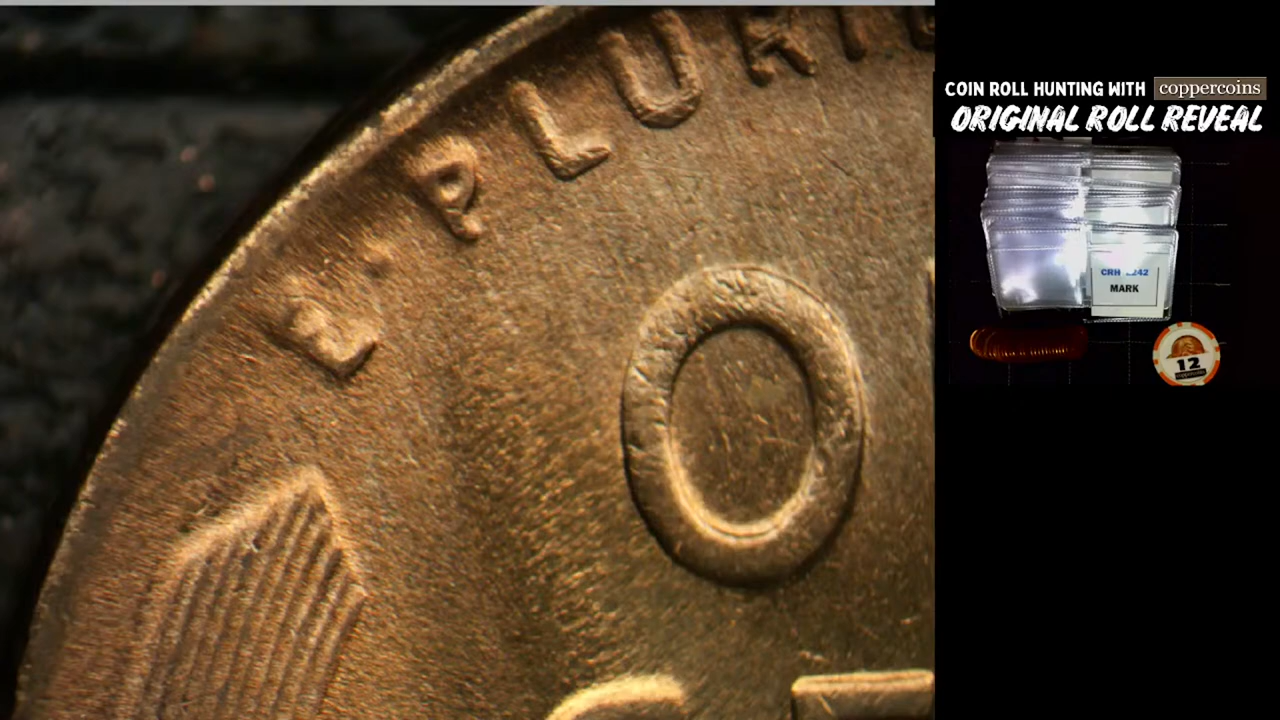 E · PLURI
O
COIN ROLL HUNTING WITH coppercoins
ORIGINAL ROLL REVEAL
MARK
12